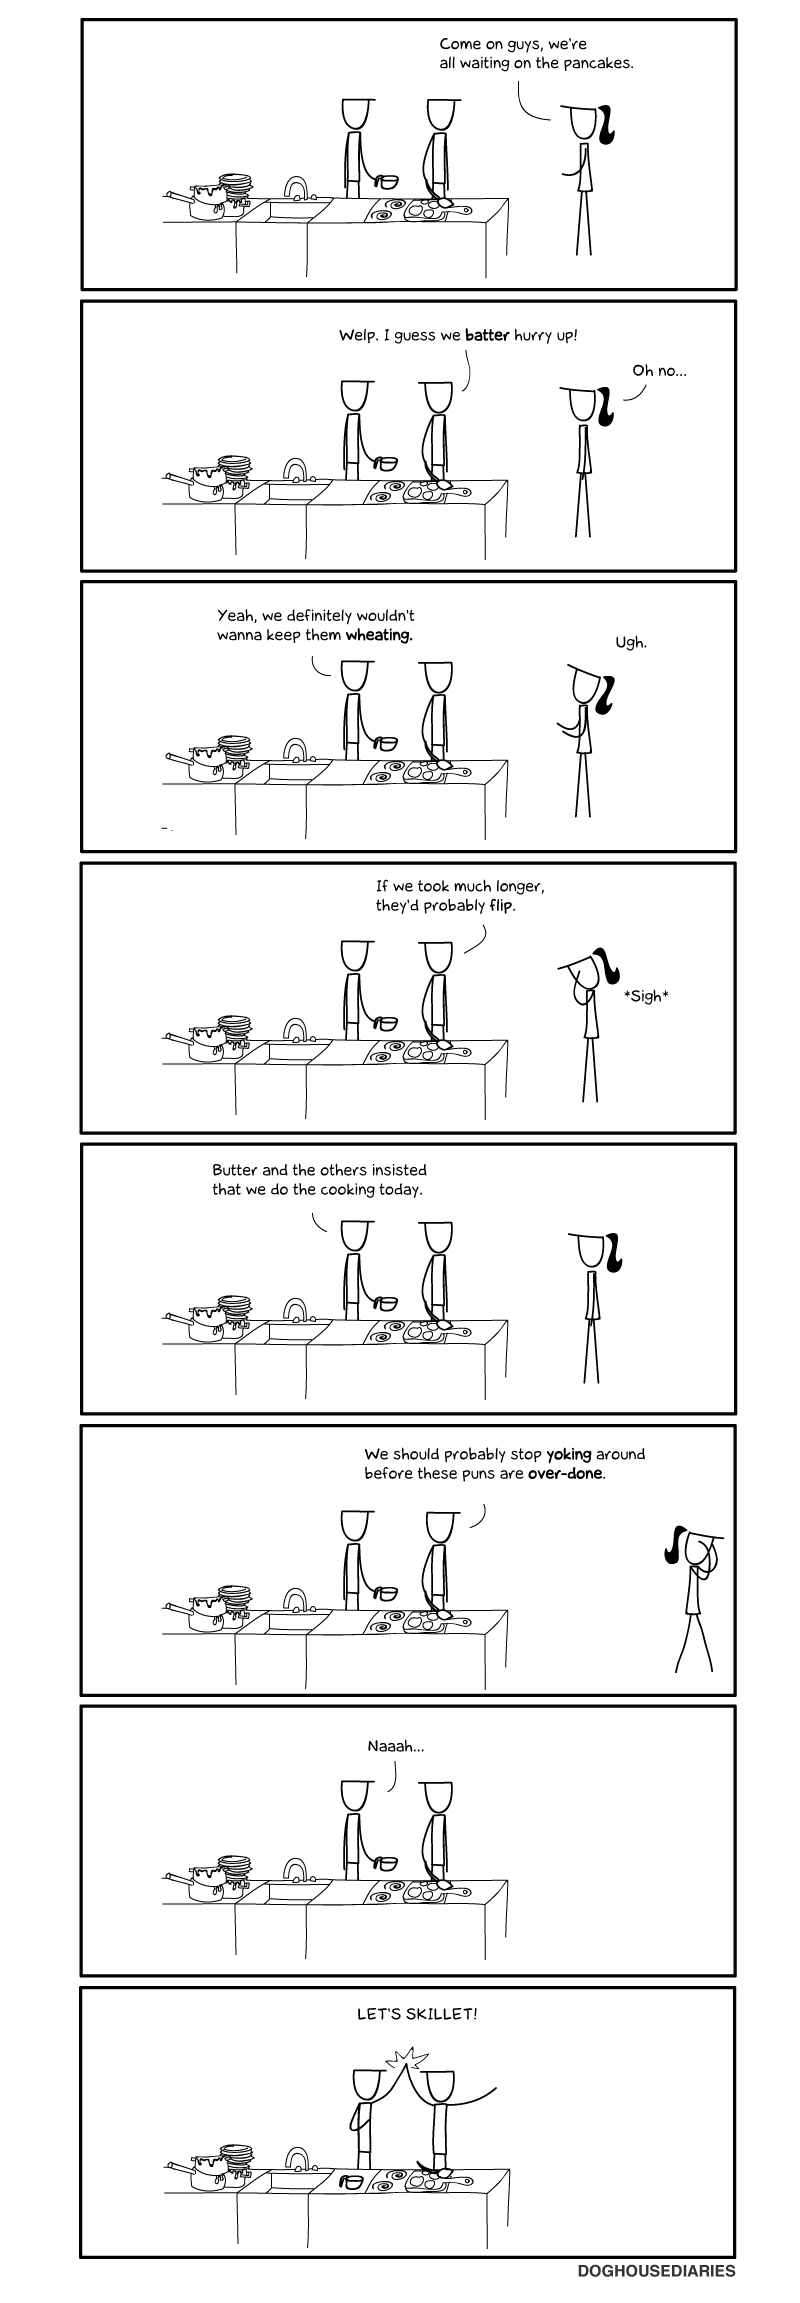 Come on guys, we're
all waiting on the pancakes.
Welp. I guess we batter hurry up!
Oh no...
Yeah, we definitely wouldn't
wanna keep them wheating.
Ugh.
If we took much longer,
they'd probably flip.
*Sigh*
Butter and the others insisted
that we do the cooking today.
We should probably stop yoking around
before these puns are over-done.
Naaah...
LET'S SKILLET!
DOGHOUSEDIARIES